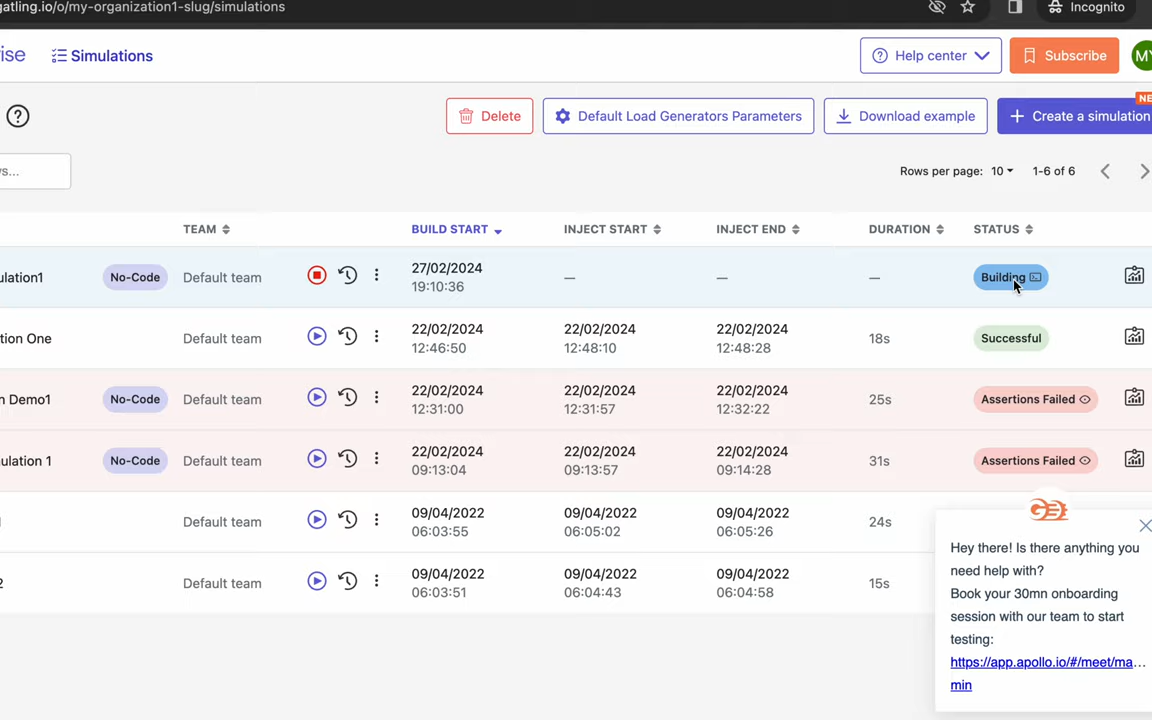 gatling.io/o/my-organization1-slug/simulations
Incognito
ise
Simulations
Help center
Subscribe
MY
Delete
Default Load Generators Parameters
Download example
NE
Create a simulation
s...
Rows per page: 10
1-6 of 6
TEAM BUILD START INJECT START INJECT END DURATION STATUS
ulation1 No-Code Default team 27/02/2024 — — — Building
19:10:36
tion One Default team 22/02/2024 22/02/2024 22/02/2024 18s Successful
12:46:50 12:48:10 12:48:28
n Demo1 No-Code Default team 22/02/2024 22/02/2024 22/02/2024 25s Assertions Failed
12:31:00 12:31:57 12:32:22
ulation 1 No-Code Default team 22/02/2024 22/02/2024 22/02/2024 31s Assertions Failed
09:13:04 09:13:57 09:14:28
Default team 09/04/2022 09/04/2022 09/04/2022 24s
06:03:55 06:05:02 06:05:26
2 Default team 09/04/2022 09/04/2022 09/04/2022 15s
06:03:51 06:04:43 06:04:58
Hey there! Is there anything you
need help with?
Book your 30mn onboarding
session with our team to start
testing:
https://app.apollo.io/#/meet/ma...
min